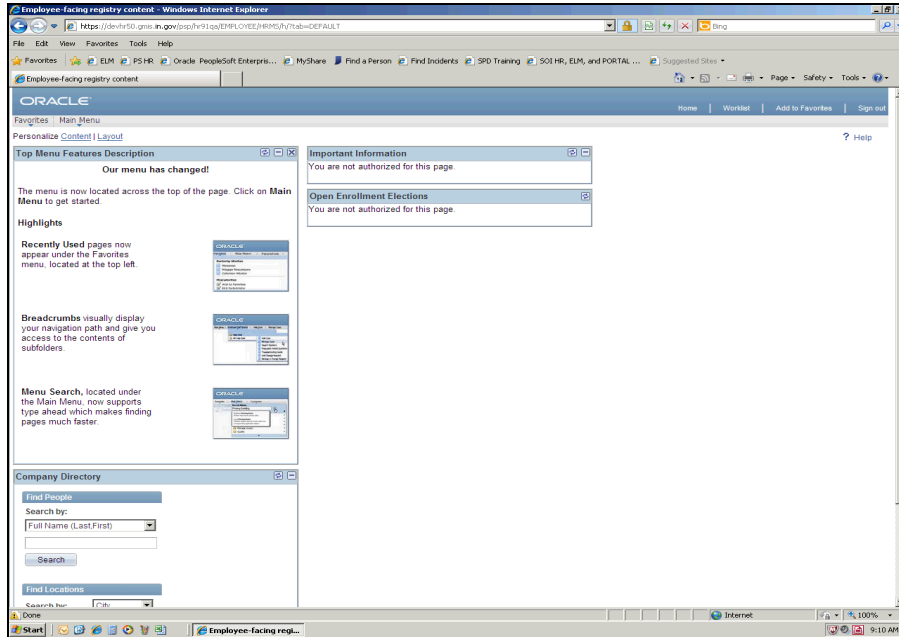 Employee-facing registry content - Windows Internet Explorer
https://devhr50.gmis.in.gov/psp/hr91qa/EMPLOYEE/HRMS/h/?tab=DEFAULT
Bing
File Edit View Favorites Tools Help
Favorites ELM PS HR Oracle PeopleSoft Enterpris... MyShare Find a Person Find Incidents SPD Training SOI HR, ELM, and PORTAL ... Suggested Sites
Employee-facing registry content
Page Safety Tools
ORACLE
Home | Worklist | Add to Favorites | Sign out
Favorites Main Menu
Personalize Content | Layout
? Help
Top Menu Features Description
Our menu has changed!
The menu is now located across the top of the page. Click on Main
Menu to get started.
Highlights
Recently Used pages now
appear under the Favorites
menu, located at the top left.
ORACLE
Breadcrumbs visually display
your navigation path and give you
access to the contents of
subfolders.
ORACLE
Menu Search, located under
the Main Menu, now supports
type ahead which makes finding
pages much faster.
ORACLE
Important Information
You are not authorized for this page.
Open Enrollment Elections
You are not authorized for this page.
Company Directory
Find People
Search by:
Full Name (Last,First)
Search
Find Locations
Search by: City
Done
Internet
100%
Start
Employee-facing regi...
9:10 AM